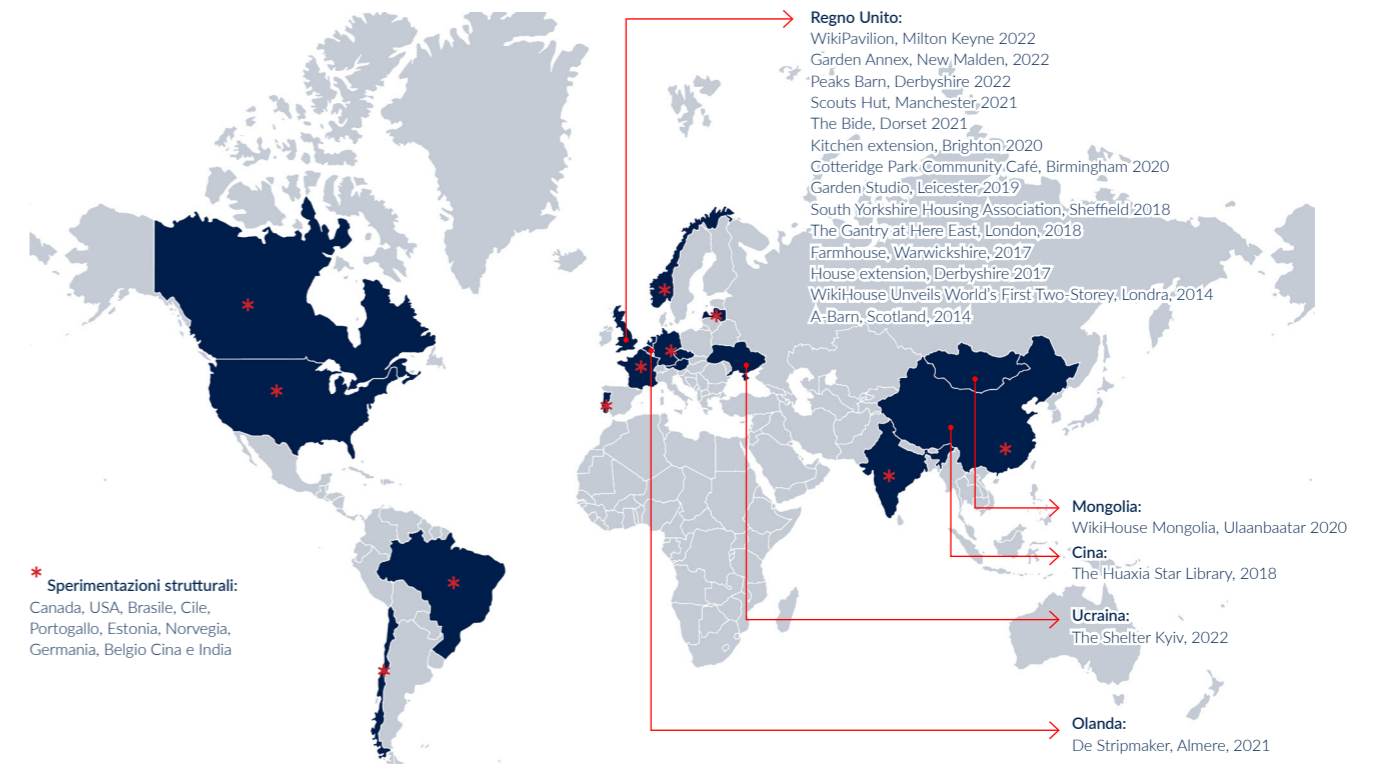 Regno Unito:
WikiPavilion, Milton Keyne 2022
Garden Annex, New Malden, 2022
Peaks Barn, Derbyshire 2022
Scouts Hut, Manchester 2021
The Bide, Dorset 2021
Kitchen extension, Brighton 2020
Cotteridge Park Community Café, Birmingham 2020
Garden Studio, Leicester 2019
South Yorkshire Housing Association, Sheffield 2018
The Gantry at Here East, London, 2018
Farmhouse, Warwickshire, 2017
House extension, Derbyshire 2017
WikiHouse Unveils World's First Two-Storey, Londra, 2014
A-Barn, Scotland, 2014
Mongolia:
WikiHouse Mongolia, Ulaanbaatar 2020
Cina:
The Huaxia Star Library, 2018
Ucraina:
The Shelter Kyiv, 2022
Olanda:
De Stripmaker, Almere, 2021
* Sperimentazioni strutturali:
Canada, USA, Brasile, Cile,
Portogallo, Estonia, Norvegia,
Germania, Belgio Cina e India